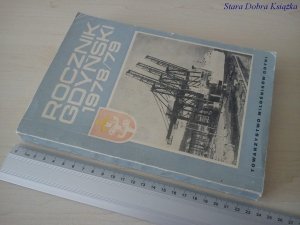 Stara Dobra Książka
ROCZNIK
GDYŃSKI
1978/79
TOWARZYSTWO MIŁOŚNIKÓW GDYNI